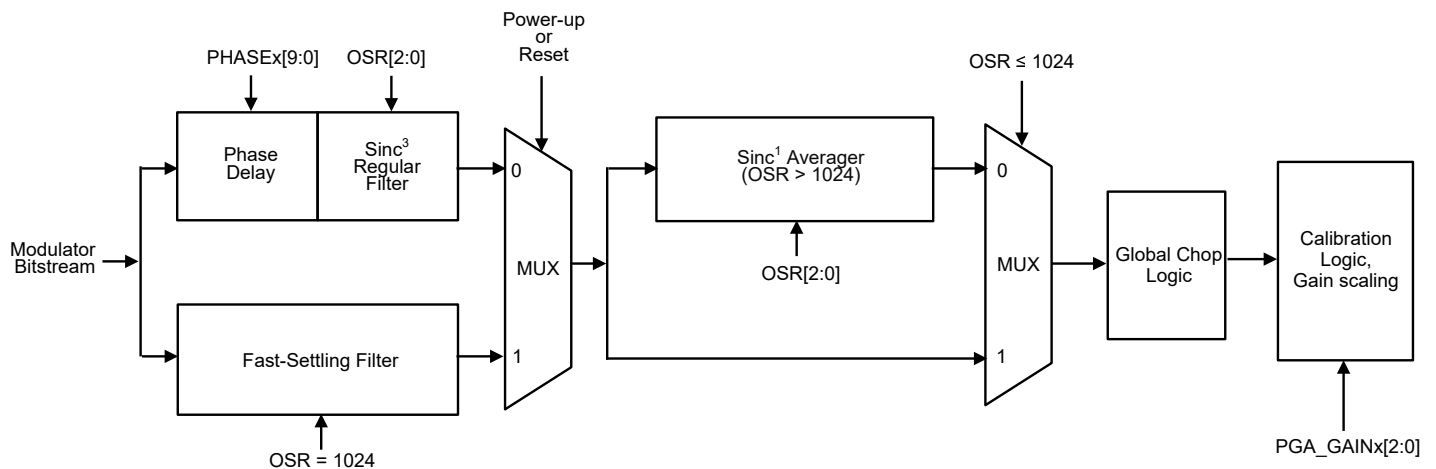 Power-up
or
Reset
PHASEx[9:0]
OSR[2:0]
OSR ≤ 1024
Phase
Delay
Sinc³
Regular
Filter
0
Sinc¹ Averager
(OSR > 1024)
0
Modulator
Bitstream
MUX
OSR[2:0]
MUX
Global Chop
Logic
Calibration
Logic,
Gain scaling
Fast-Settling Filter
1
1
OSR = 1024
PGA_GAINx[2:0]